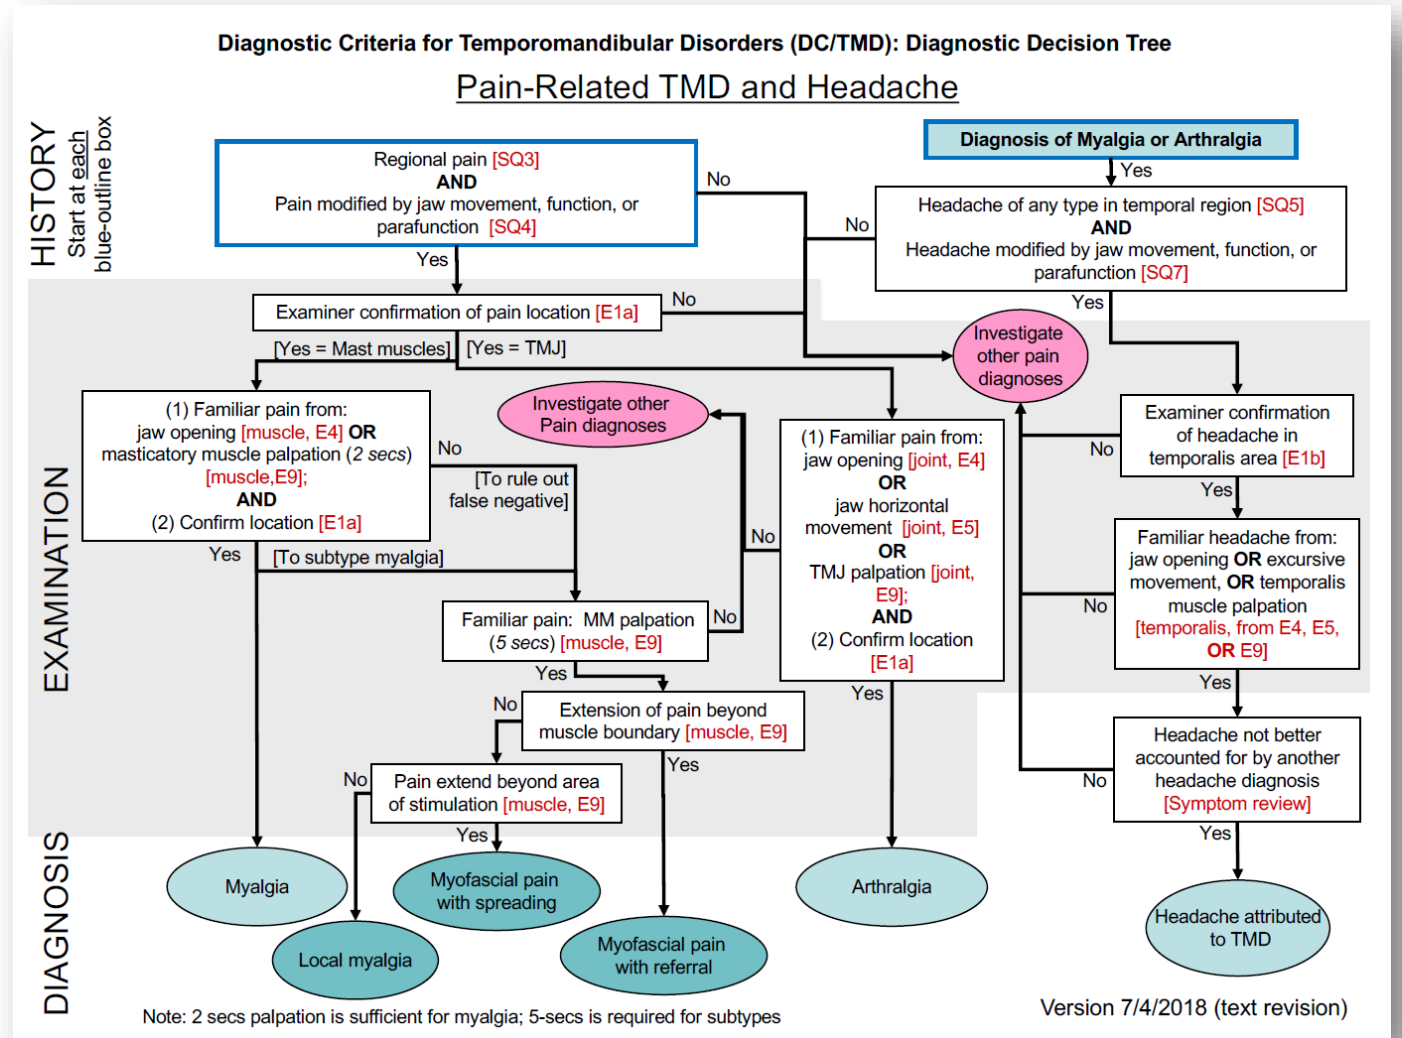 Diagnostic Criteria for Temporomandibular Disorders (DC/TMD): Diagnostic Decision Tree
Pain-Related TMD and Headache
HISTORY
Start at each
blue-outline box
Regional pain [SQ3]
AND
Pain modified by jaw movement, function, or
parafunction [SQ4]
No
Yes
Diagnosis of Myalgia or Arthralgia
Yes
Headache of any type in temporal region [SQ5]
AND
Headache modified by jaw movement, function, or
parafunction [SQ7]
No
Yes
EXAMINATION
Examiner confirmation of pain location [E1a]
No
[Yes = Mast muscles]
[Yes = TMJ]
Investigate
other pain
diagnoses
(1) Familiar pain from:
jaw opening [muscle, E4] OR
masticatory muscle palpation (2 secs)
[muscle,E9];
AND
(2) Confirm location [E1a]
No
[To rule out
false negative]
Yes
[To subtype myalgia]
Investigate other
Pain diagnoses
(1) Familiar pain from:
jaw opening [joint, E4]
OR
jaw horizontal
movement [joint, E5]
OR
TMJ palpation [joint,
E9];
AND
(2) Confirm location
[E1a]
No
Yes
Examiner confirmation
of headache in
temporalis area [E1b]
No
Yes
Familiar headache from:
jaw opening OR excursive
movement, OR temporalis
muscle palpation
[temporalis, from E4, E5,
OR E9]
No
Yes
Familiar pain: MM palpation
(5 secs) [muscle, E9]
No
Yes
Extension of pain beyond
muscle boundary [muscle, E9]
No
Yes
Pain extend beyond area
of stimulation [muscle, E9]
No
Yes
Headache not better
accounted for by another
headache diagnosis
[Symptom review]
No
Yes
DIAGNOSIS
Myalgia
Local myalgia
Myofascial pain
with spreading
Myofascial pain
with referral
Arthralgia
Headache attributed
to TMD
Note: 2 secs palpation is sufficient for myalgia; 5-secs is required for subtypes
Version 7/4/2018 (text revision)